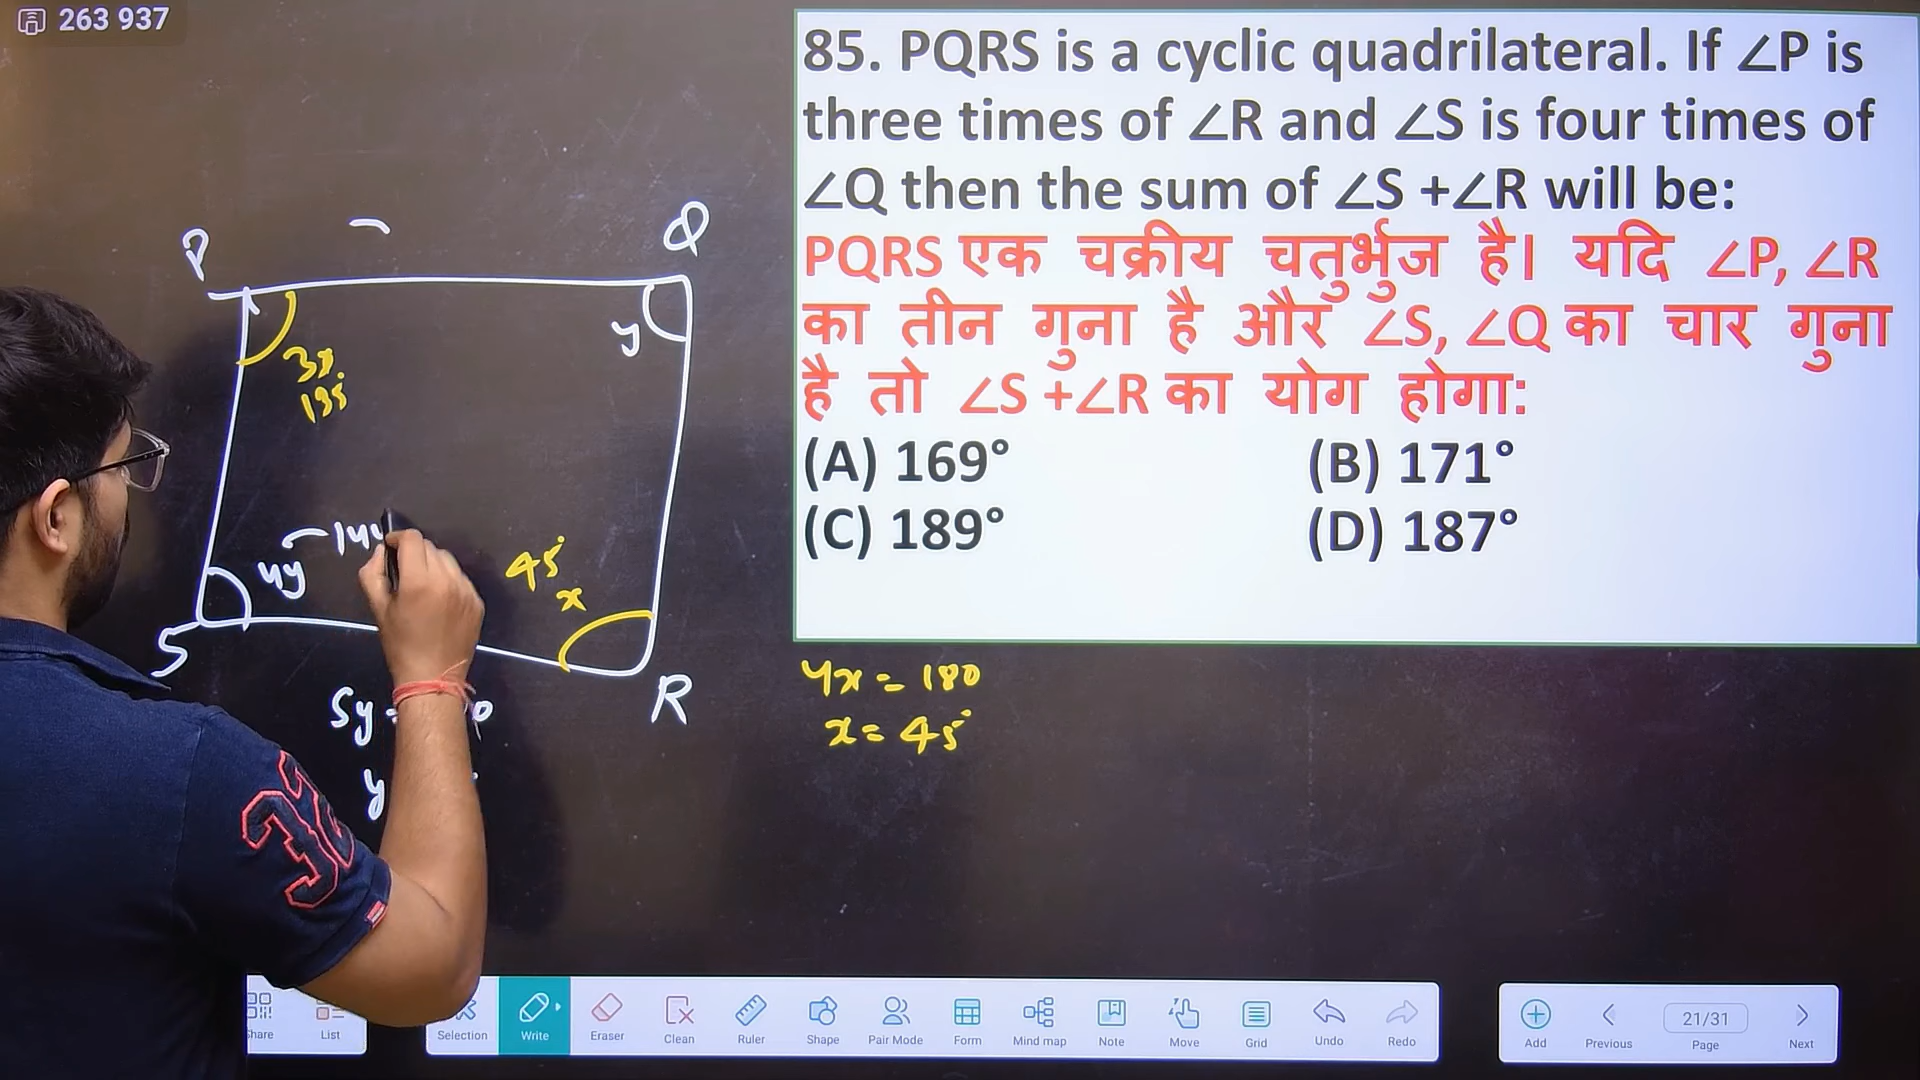 263 937
85. PQRS is a cyclic quadrilateral. If ∠P is
three times of ∠R and ∠S is four times of
∠Q then the sum of ∠S +∠R will be:
PQRS एक चक्रीय चतुर्भुज है। यदि ∠P, ∠R
का तीन गुना है और ∠S, ∠Q का चार गुना
है तो ∠S +∠R का योग होगा:
(A) 169° (B) 171°
(C) 189° (D) 187°
P Q
y
3x
135°
4y
45°
x
S
R
5y =
y
4x = 180
x = 45°
32
List Selection Write Eraser Clean Ruler Shape Pair Mode Form Mind map Note Move Grid Undo Redo
Add Previous 21/31 Page Next